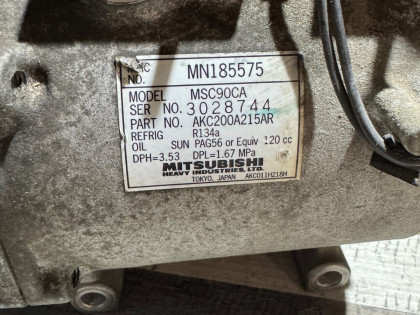 NO. MN185575
MODEL MSC90CA
SER NO. 3028744
PART NO. AKC200A215AR
REFRIG R134a
OIL SUN PAG56 or Equiv 120 cc
DPH=3.53 DPL=1.67 MPa
MITSUBISHI
HEAVY INDUSTRIES, LTD.
TOKYO, JAPAN AKC011H218H